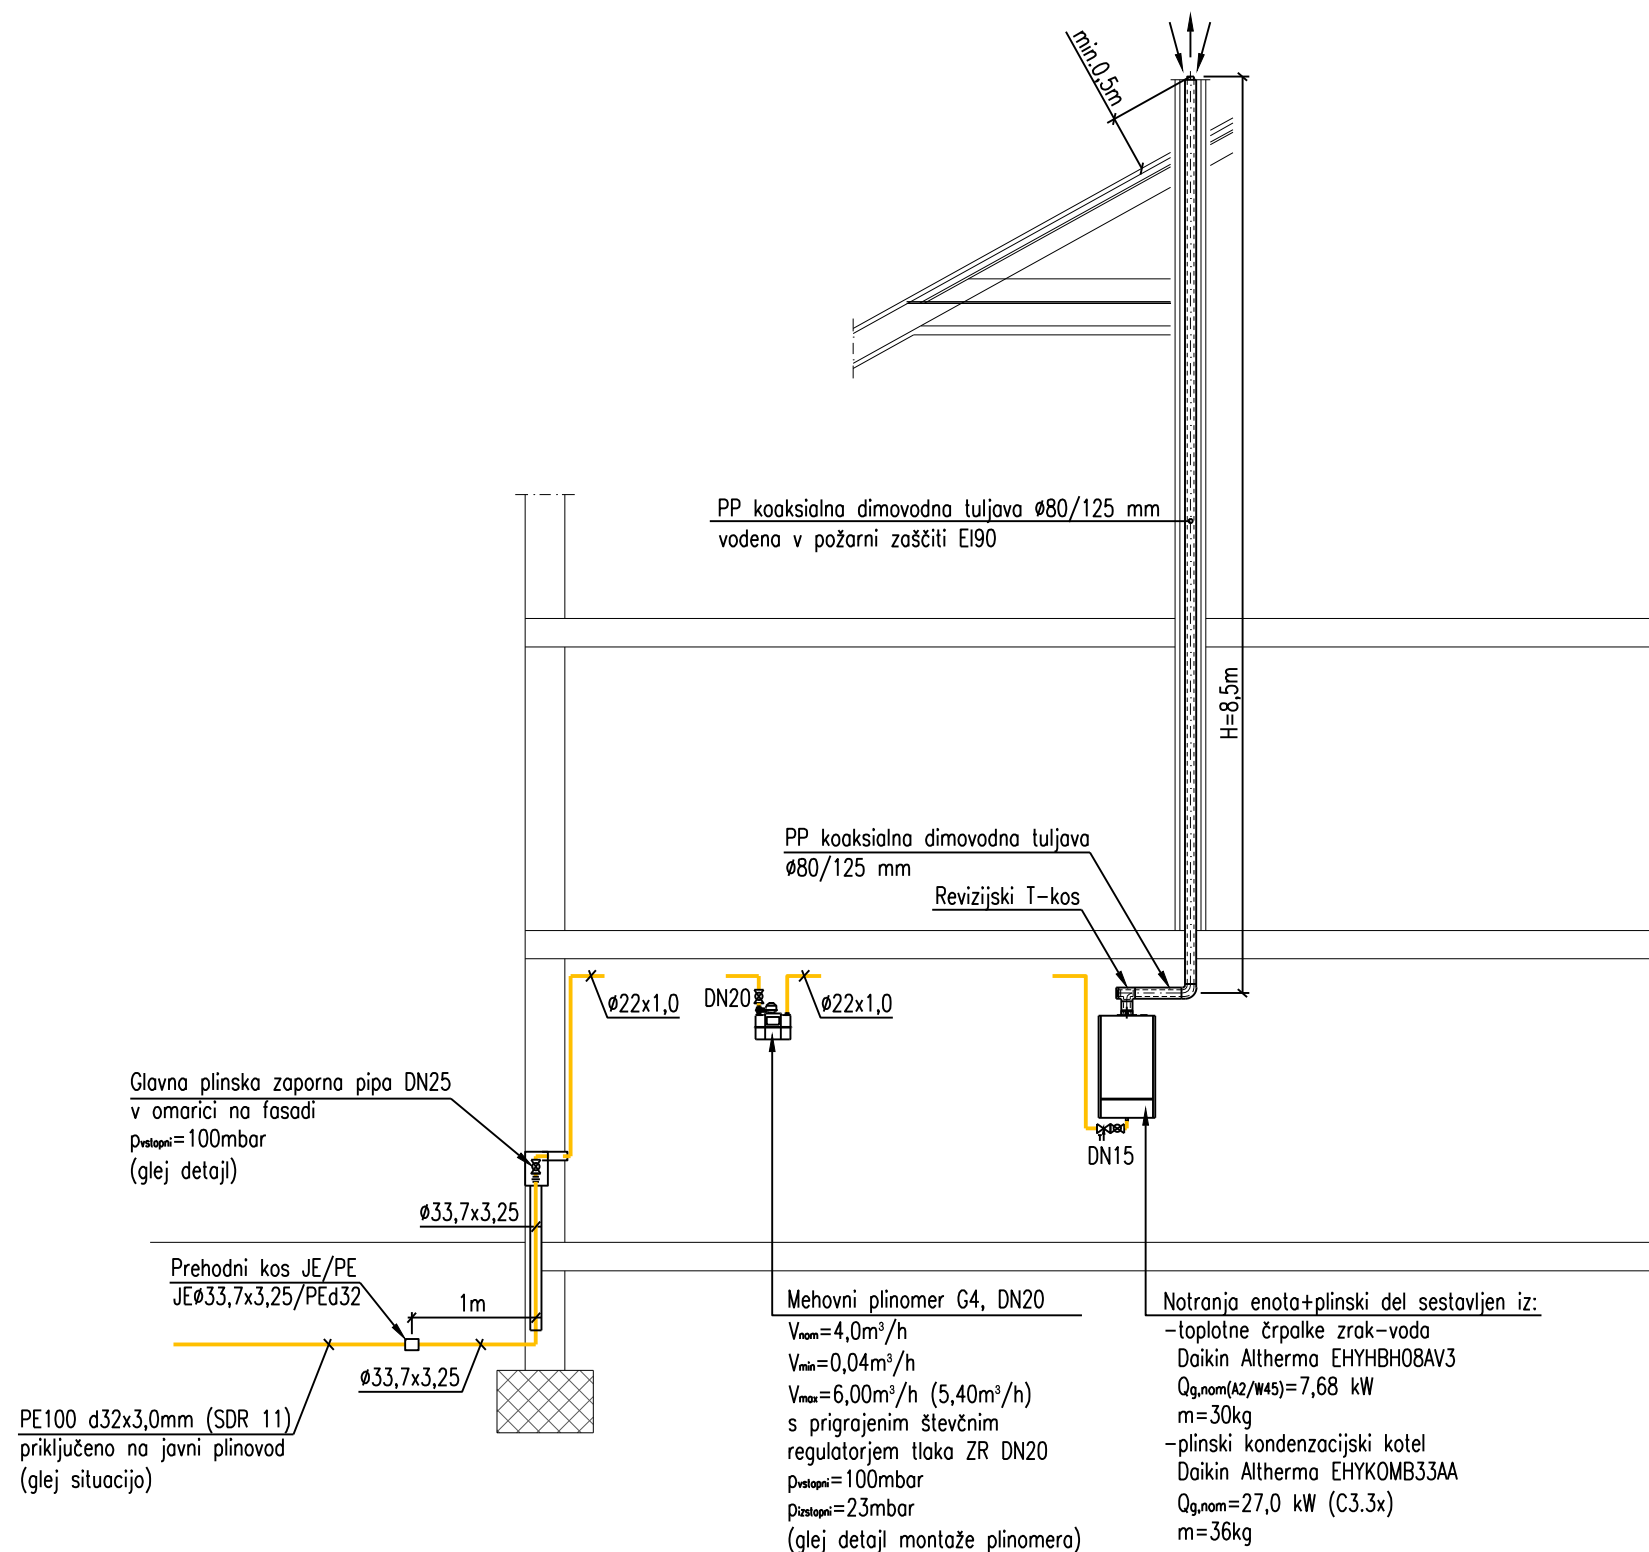 min.0,5m
PP koaksialna dimovodna tuljava ø80/125 mm
vodena v požarni zaščiti EI90
H=8,5m
PP koaksialna dimovodna tuljava
ø80/125 mm
Revizijski T-kos
ø22x1,0
DN20
ø22x1,0
Glavna plinska zaporna pipa DN25
v omarici na fasadi
pvstopni=100mbar
(glej detajl)
DN15
ø33,7x3,25
Prehodni kos JE/PE
JEø33,7x3,25/PEd32
1m
ø33,7x3,25
PE100 d32x3,0mm (SDR 11)
priključeno na javni plinovod
(glej situacijo)
Mehovni plinomer G4, DN20
Vnom=4,0m³/h
Vmin=0,04m³/h
Vmax=6,00m³/h (5,40m³/h)
s prigrajenim števčnim
regulatorjem tlaka ZR DN20
pvstopni=100mbar
pizstopni=23mbar
(glej detajl montaže plinomera)
Notranja enota+plinski del sestavljen iz:
-toplotne črpalke zrak-voda
Daikin Altherma EHYHBH08AV3
Qg,nom(A2/W45)=7,68 kW
m=30kg
-plinski kondenzacijski kotel
Daikin Altherma EHYKOMB33AA
Qg,nom=27,0 kW (C3.3x)
m=36kg